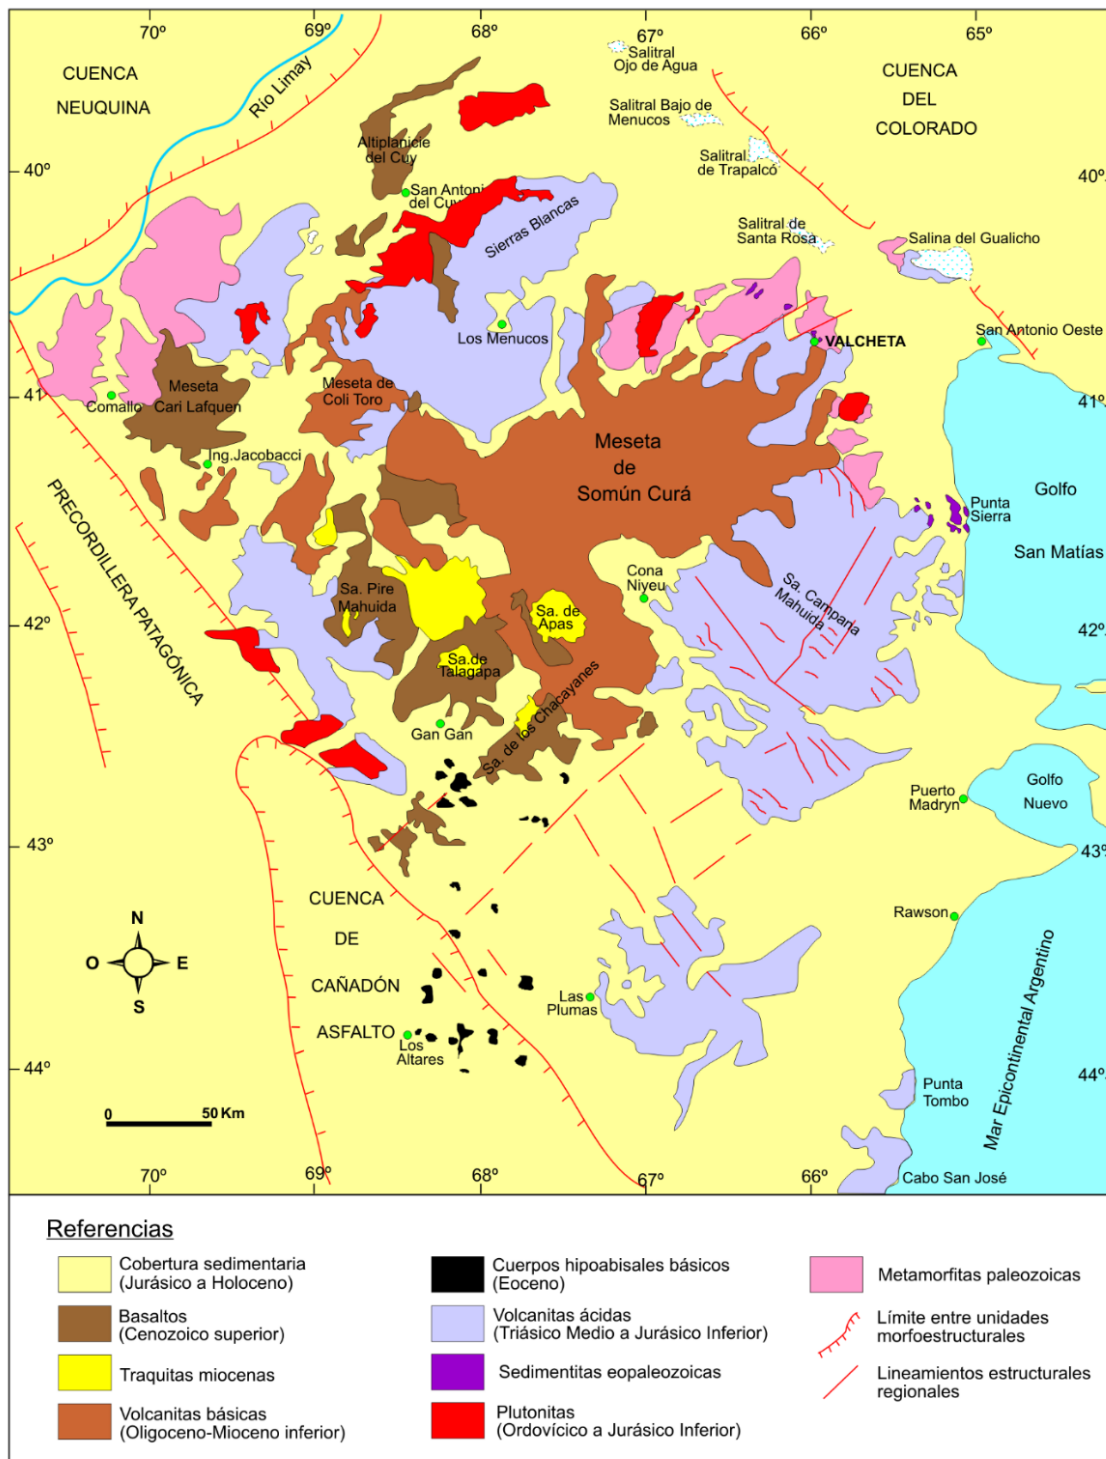 70º
69º
68º
67º
66º
65º
CUENCA
NEUQUINA
Río Limay
Salitral
Ojo de Agua
CUENCA
DEL
COLORADO
Salitral Bajo de
Menucos
Altiplanicie
del Cuy
Salitral
de Trapalcó
40º
40º
San Antoni
del Cuy
Sierras Blancas
Salitral de
Santa Rosa
Salina del Gualicho
Los Menucos
VALCHETA
San Antonio Oeste
Meseta
Cari Lafquen
Meseta de
Coli Toro
Comallo
41º
41º
Meseta
de
Somún Curá
Ing.Jacobacci
PRECORDILLERA PATAGÓNICA
Golfo
San Matías
Punta
Sierra
Cona
Niyeu
Sa. Pire
Mahuida
Sa. de
Apas
Sa. Campana
Mahuida
42º
42º
Sa.de
Talagapa
Gan Gan
Sa. de los Chacayanes
Golfo
Nuevo
Puerto
Madryn
43º
43º
CUENCA
DE
CAÑADÓN
ASFALTO
N
O
E
S
Rawson
Las
Plumas
Los
Altares
Mar Epicontinental Argentino
44º
44º
Punta
Tombo
0
50 Km
Cabo San José
70º
69º
68º
67º
66º
Referencias
Cobertura sedimentaria
(Jurásico a Holoceno)
Basaltos
(Cenozoico superior)
Traquitas miocenas
Volcanitas básicas
(Oligoceno-Mioceno inferior)
Cuerpos hipoabisales básicos
(Eoceno)
Volcanitas ácidas
(Triásico Medio a Jurásico Inferior)
Sedimentitas eopaleozoicas
Plutonitas
(Ordovícico a Jurásico Inferior)
Metamorfitas paleozoicas
Límite entre unidades
morfoestructurales
Lineamientos estructurales
regionales